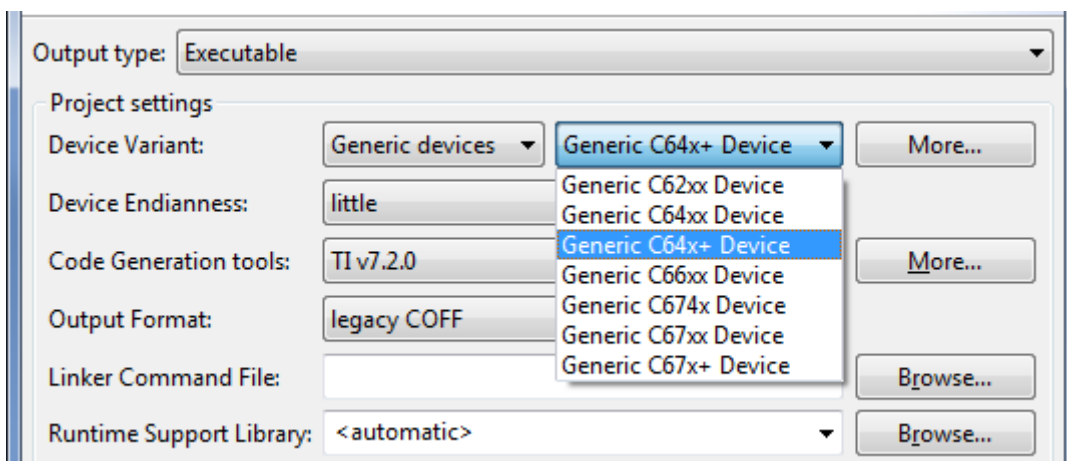 Output type: Executable
Project settings
Device Variant: Generic devices Generic C64x+ Device More...
Generic C62xx Device
Device Endianness: little
Generic C64xx Device
Generic C64x+ Device
Code Generation tools: TI v7.2.0 More...
Generic C66xx Device
Generic C674x Device
Output Format: legacy COFF
Generic C67xx Device
Generic C67x+ Device
Linker Command File: Browse...
Runtime Support Library: <automatic> Browse...